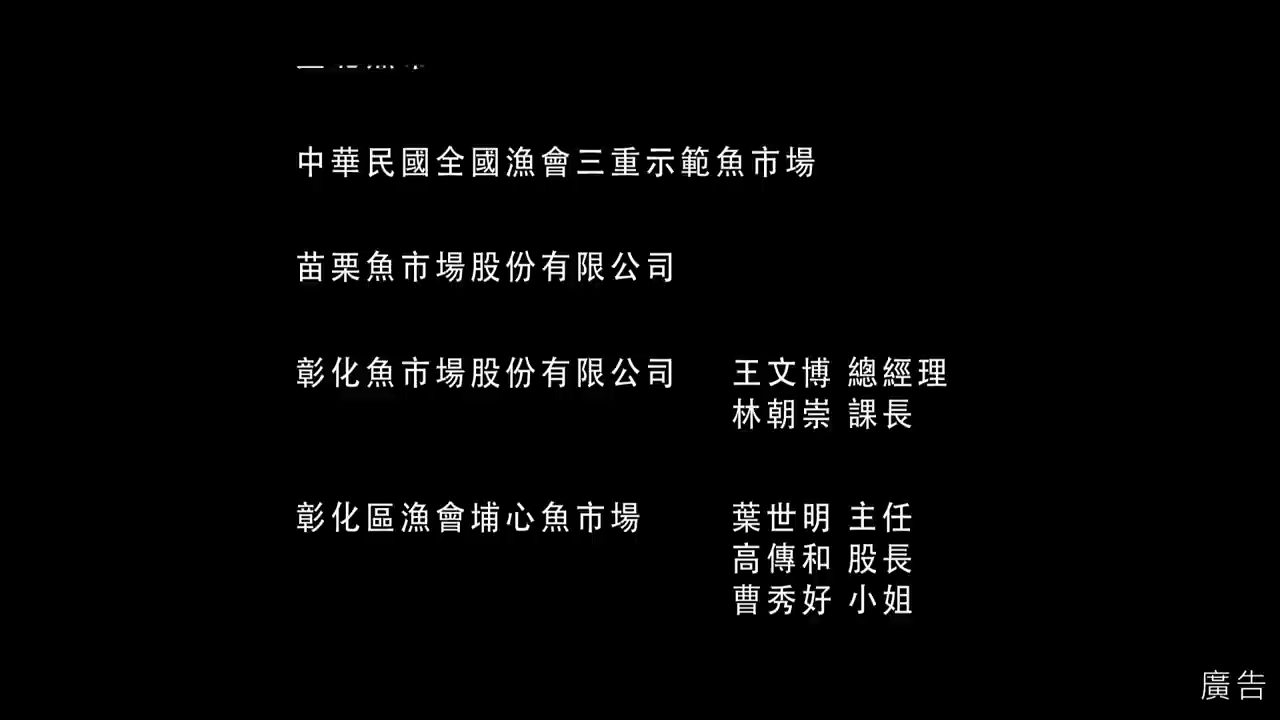 中華民國全國漁會三重示範魚市場
苗栗魚市場股份有限公司
彰化魚市場股份有限公司 王文博 總經理
林朝崇 課長
彰化區漁會埔心魚市場 葉世明 主任
高傳和 股長
曹秀好 小姐
廣告